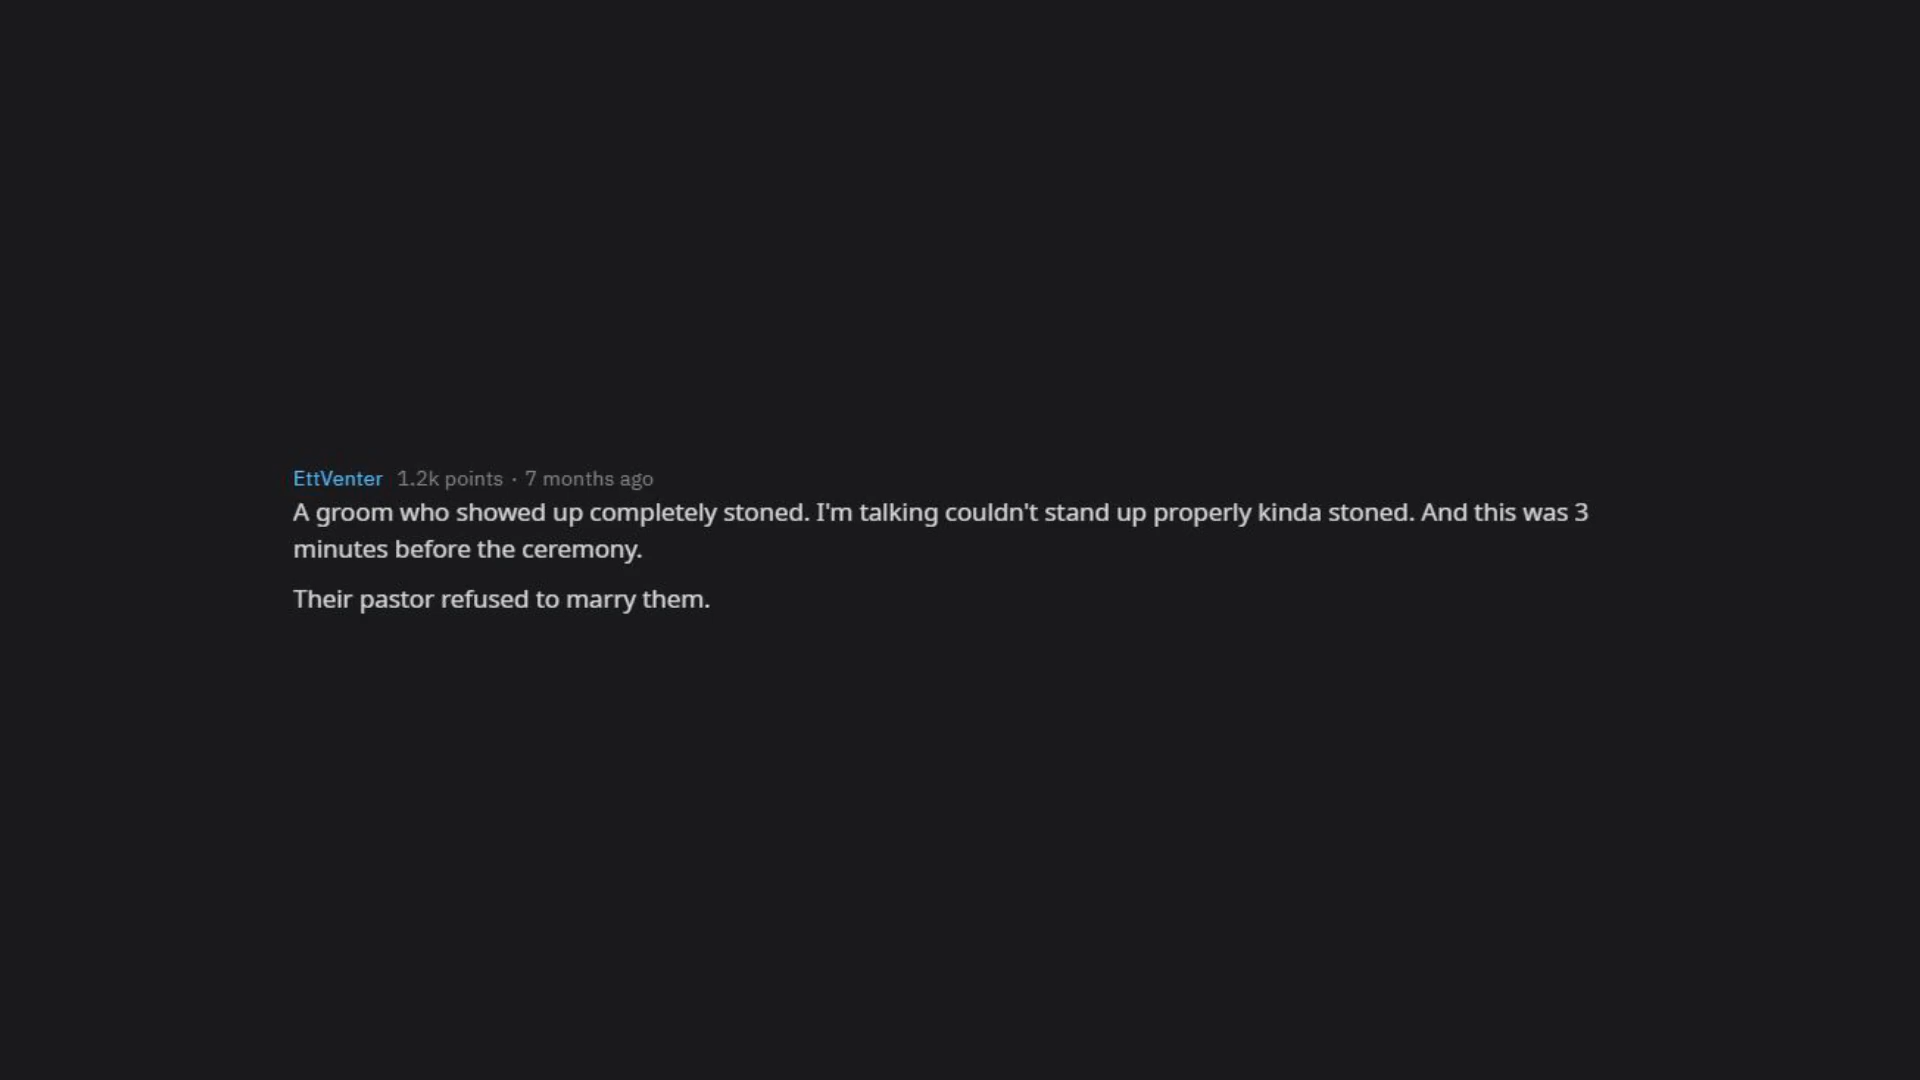 EttVenter 1.2k points · 7 months ago
A groom who showed up completely stoned. I'm talking couldn't stand up properly kinda stoned. And this was 3
minutes before the ceremony.
Their pastor refused to marry them.